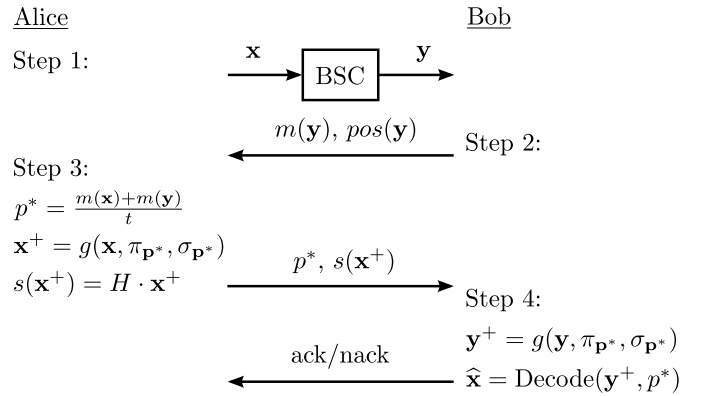 Alice
Bob
Step 1:
x
BSC
y
m(y), pos(y)
Step 2:
Step 3:
p* = m(x)+m(y) / t
x⁺ = g(x, π_p*, σ_p*)
s(x⁺) = H · x⁺
p*, s(x⁺)
Step 4:
y⁺ = g(y, π_p*, σ_p*)
x̂ = Decode(y⁺, p*)
ack/nack